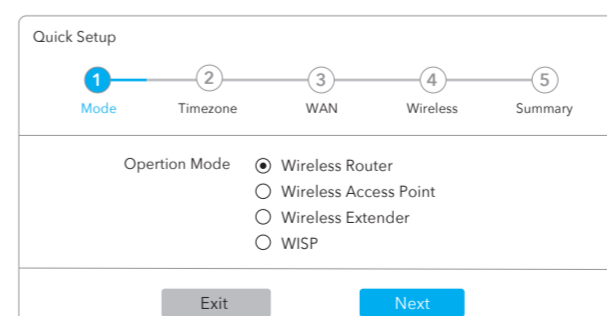 Quick Setup
1 2 3 4 5
Mode Timezone WAN Wireless Summary
Opertion Mode Wireless Router
Wireless Access Point
Wireless Extender
WISP
Exit Next